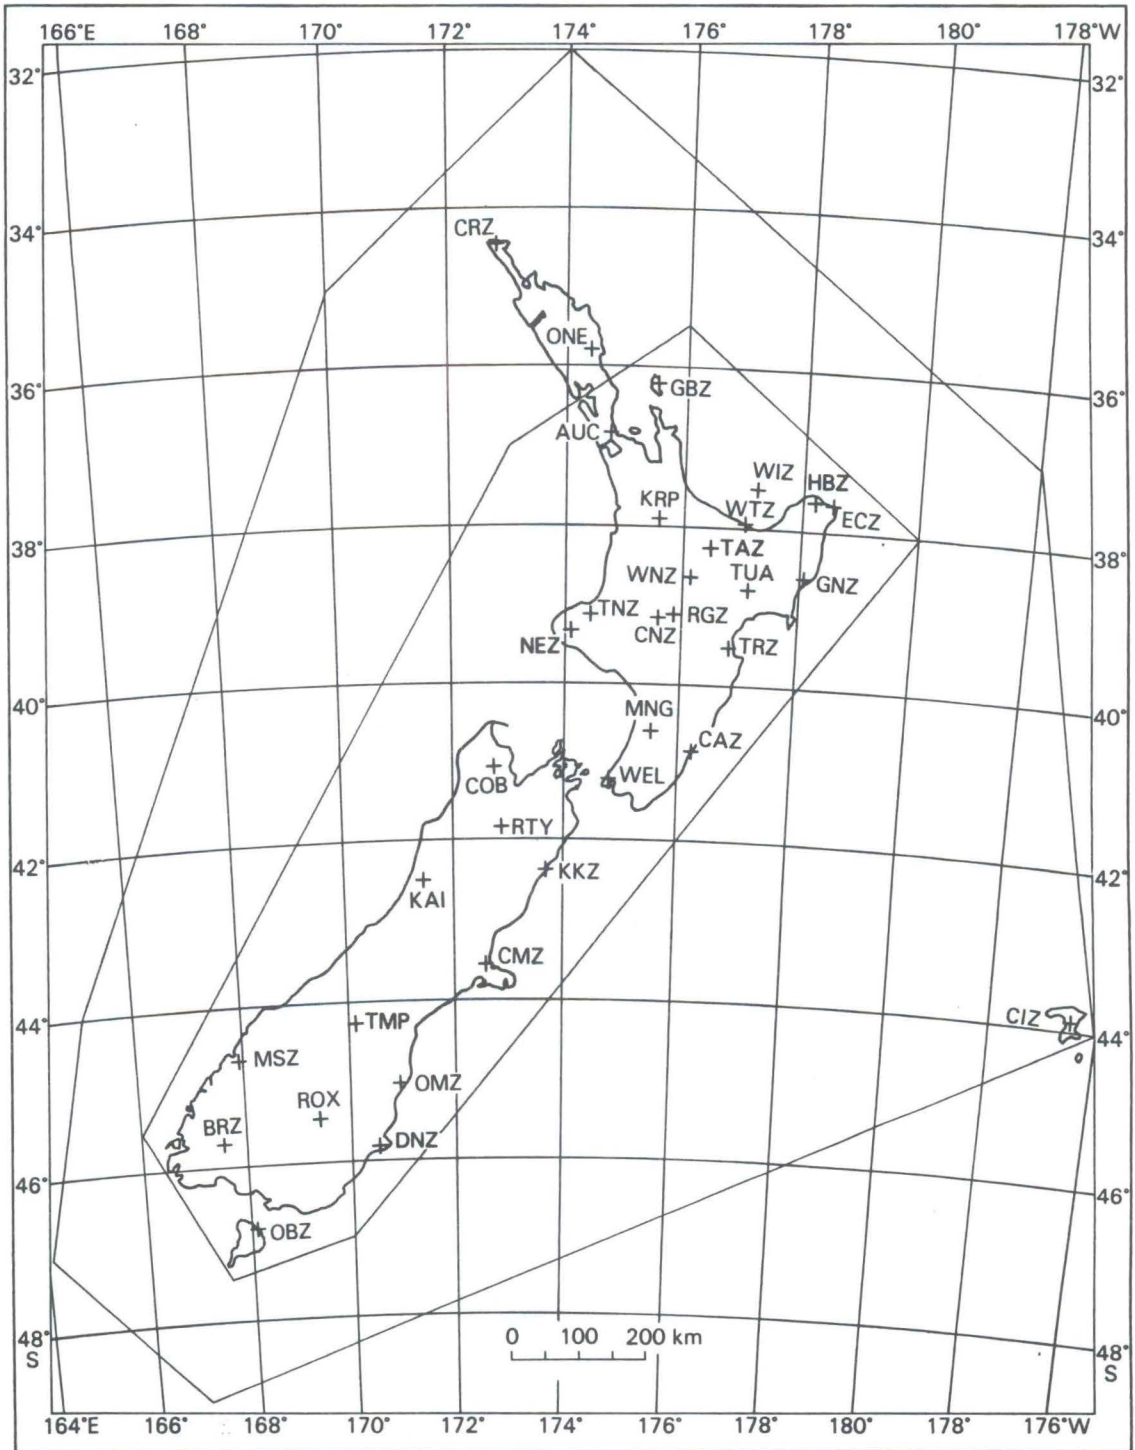 166°E 168° 170° 172° 174° 176° 178° 180° 178°W
32° 32°
34° 34°
CRZ
ONE
36° GBZ 36°
AUC
WIZ HBZ
KRP WTZ ECZ
38° TAZ 38°
WNZ TUA GNZ
TNZ RGZ
NEZ CNZ TRZ
40° MNG 40°
CAZ
COB WEL
RTY
42° KKZ 42°
KAI
CMZ
44° TMP CIZ 44°
MSZ OMZ
ROX
BRZ DNZ
46° 46°
OBZ
48° 0 100 200 km 48°
S S
164°E 166° 168° 170° 172° 174° 176° 178° 180° 178° 176°W